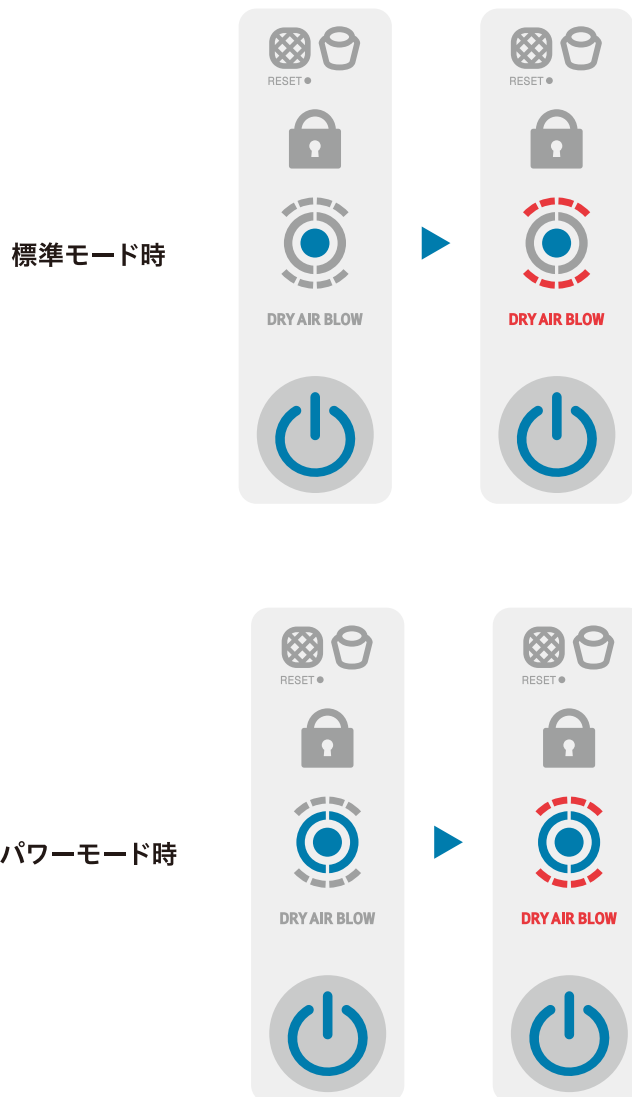 RESET
RESET
標準モード時
DRY AIR BLOW
DRY AIR BLOW
RESET
RESET
パワーモード時
DRY AIR BLOW
DRY AIR BLOW